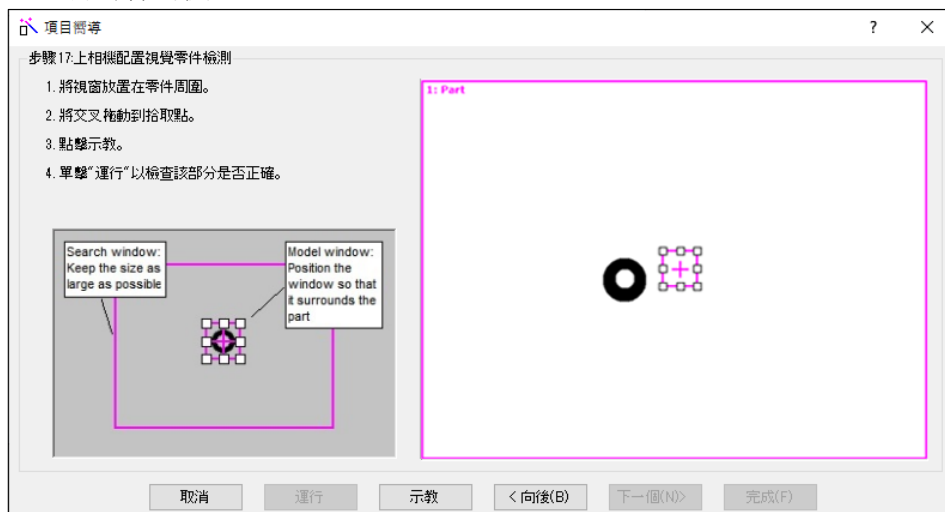 項目嚮導
?
步驟17:上相機配置視覺零件檢測
1. 將視窗放置在零件周圍。
2. 將交叉拖動到拾取點。
3. 點擊示教。
4. 單擊“運行“以檢查該部分是否正確。
Search window:
Keep the size as
large as possible
Model window:
Position the
window so that
it surrounds the
part
1: Part
取消
運行
示教
< 向後(B)
下一個(N)>
完成(F)